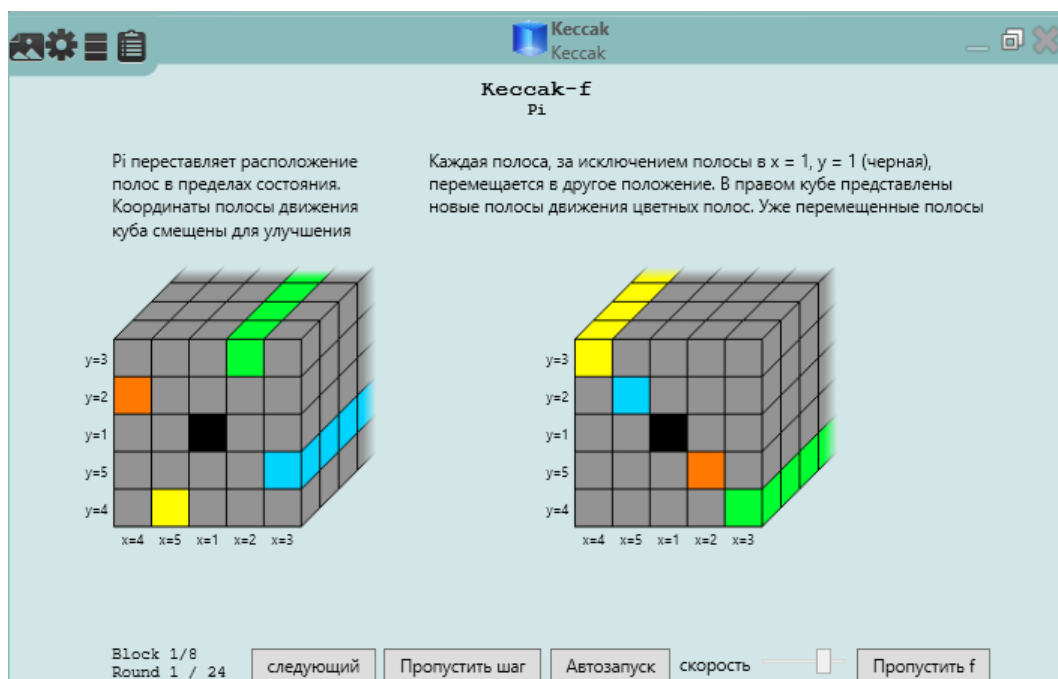 Keccak
Keccak
Keccak-f
Pi
Pi переставляет расположение
полос в пределах состояния.
Координаты полосы движения
куба смещены для улучшения
Каждая полоса, за исключением полосы в x = 1, y = 1 (черная),
перемещается в другое положение. В правом кубе представлены
новые полосы движения цветных полос. Уже перемещенные полосы
y=3
y=2
y=1
y=5
y=4
x=4 x=5 x=1 x=2 x=3
y=3
y=2
y=1
y=5
y=4
x=4 x=5 x=1 x=2 x=3
Block 1/8
Round 1 / 24
следующий
Пропустить шаг
Автозапуск
скорость
Пропустить f